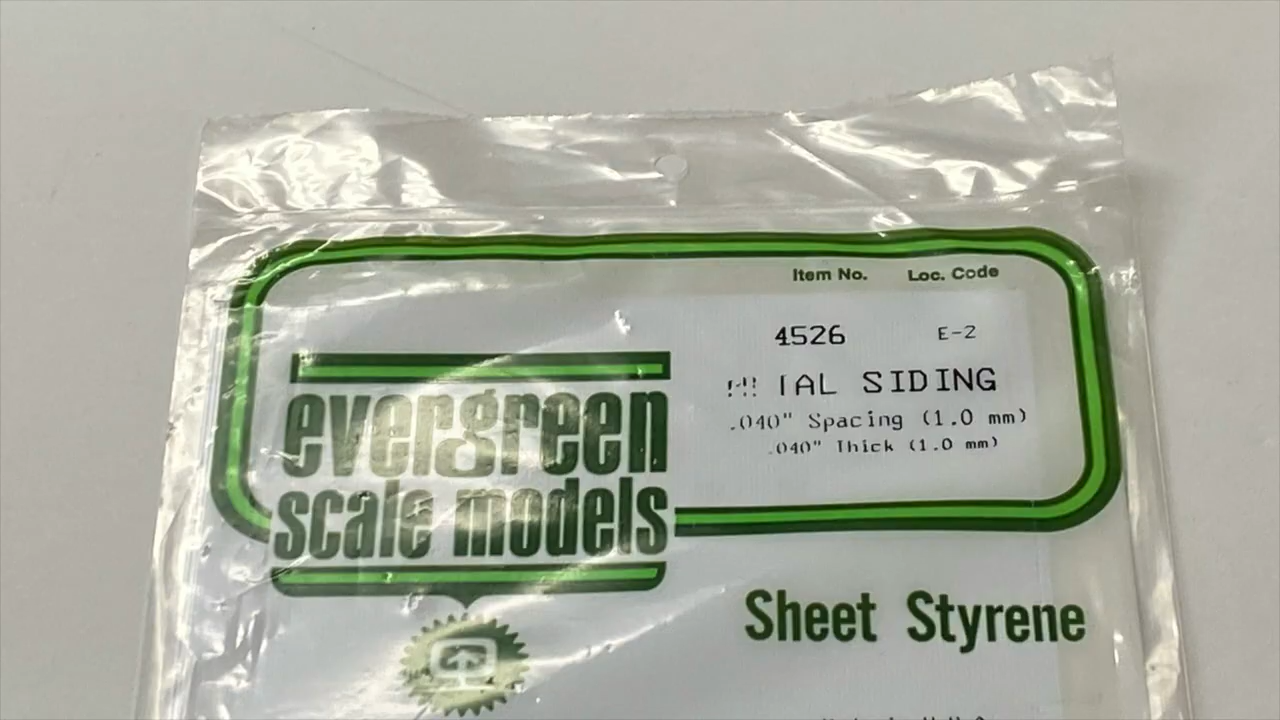 Item No. Loc. Code
4526 E-2
SIDING
.040" Spacing (1.0 mm)
.040" Thick (1.0 mm)
evergreen
scale models
Sheet Styrene